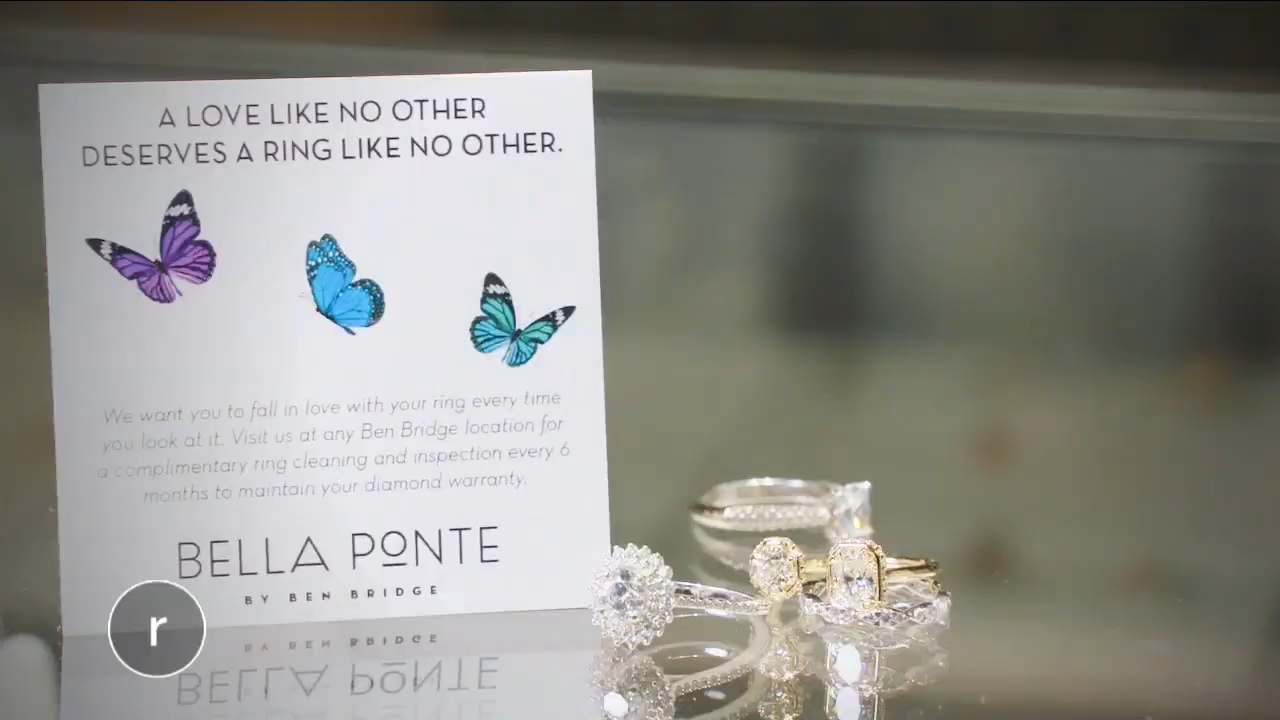 A LOVE LIKE NO OTHER
DESERVES A RING LIKE NO OTHER.
We want you to fall in love with your ring every time
you look at it. Visit us at any Ben Bridge location for
a complimentary ring cleaning and inspection every 6
months to maintain your diamond warranty.
BELLA PONTE
BY BEN BRIDGE
r